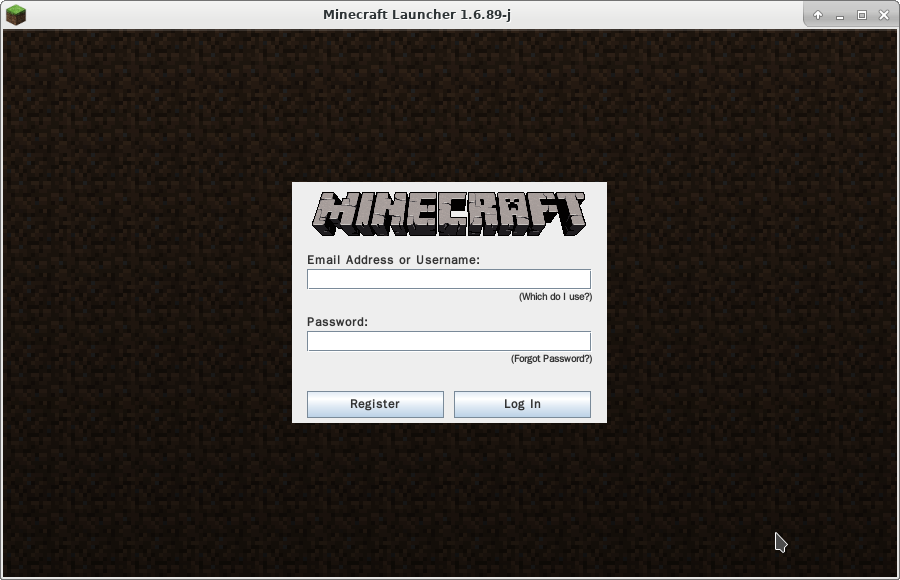 Minecraft Launcher 1.6.89-j
MINECRAFT
Email Address or Username:
(Which do I use?)
Password:
(Forgot Password?)
Register
Log In